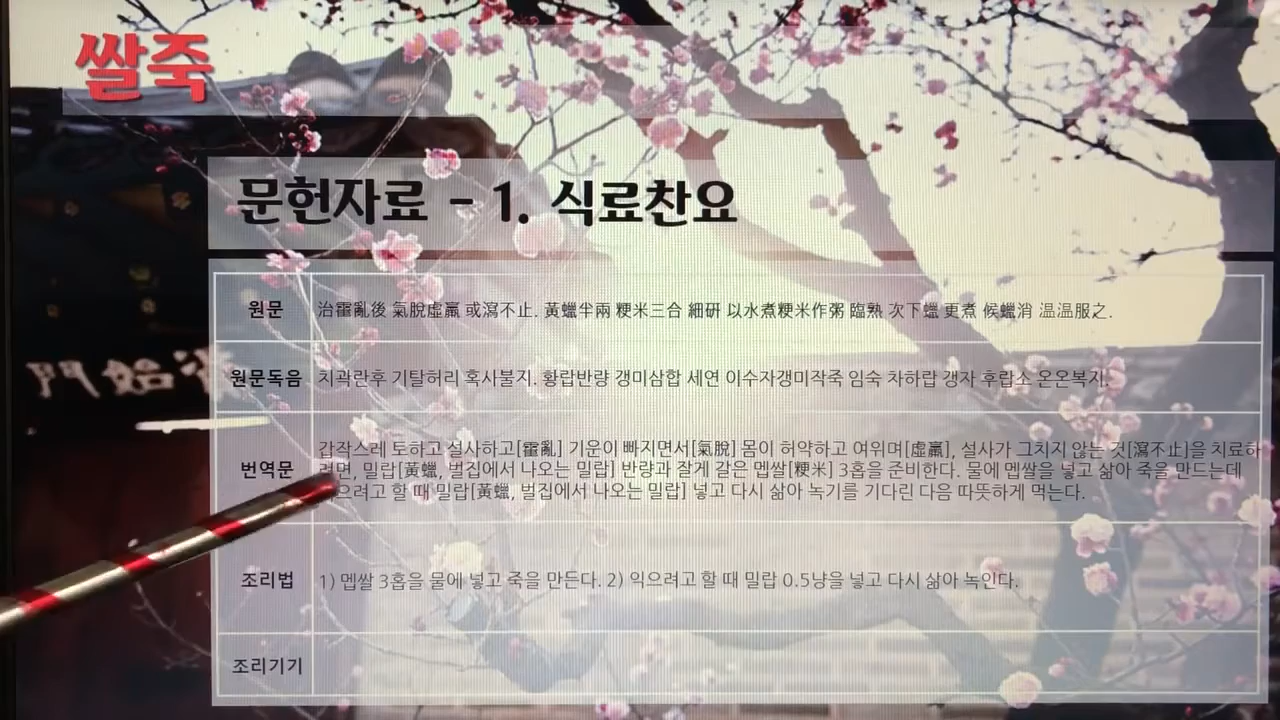 쌀죽
문헌자료 - 1. 식료찬요
원문
治霍亂後 氣脫虛羸 或瀉不止. 黃蠟半兩 粳米三合 細硏 以水煮粳米作粥 臨熟 次下蠟 更煮 候蠟消 温温服之.
원문독음
치곽란후 기탈허리 혹사불지. 황랍반량 갱미삼합 세연 이수자갱미작죽 임숙 차하랍 갱자 후랍소 온온복지.
번역문
갑작스레 토하고 설사하고[霍亂] 기운이 빠지면서[氣脫] 몸이 허약하고 여위며[虛羸], 설사가 그치지 않는 것[瀉不止]을 치료하
려면, 밀랍[黃蠟, 벌집에서 나오는 밀랍] 반량과 잘게 갈은 멥쌀[粳米] 3홉을 준비한다. 물에 멥쌀을 넣고 삶아 죽을 만드는데
으려고 할 때 밀랍[黃蠟, 벌집에서 나오는 밀랍] 넣고 다시 삶아 녹기를 기다린 다음 따뜻하게 먹는다.
조리법
1) 멥쌀 3홉을 물에 넣고 죽을 만든다. 2) 익으려고 할 때 밀랍 0.5냥을 넣고 다시 삶아 녹인다.
조리기기
門始